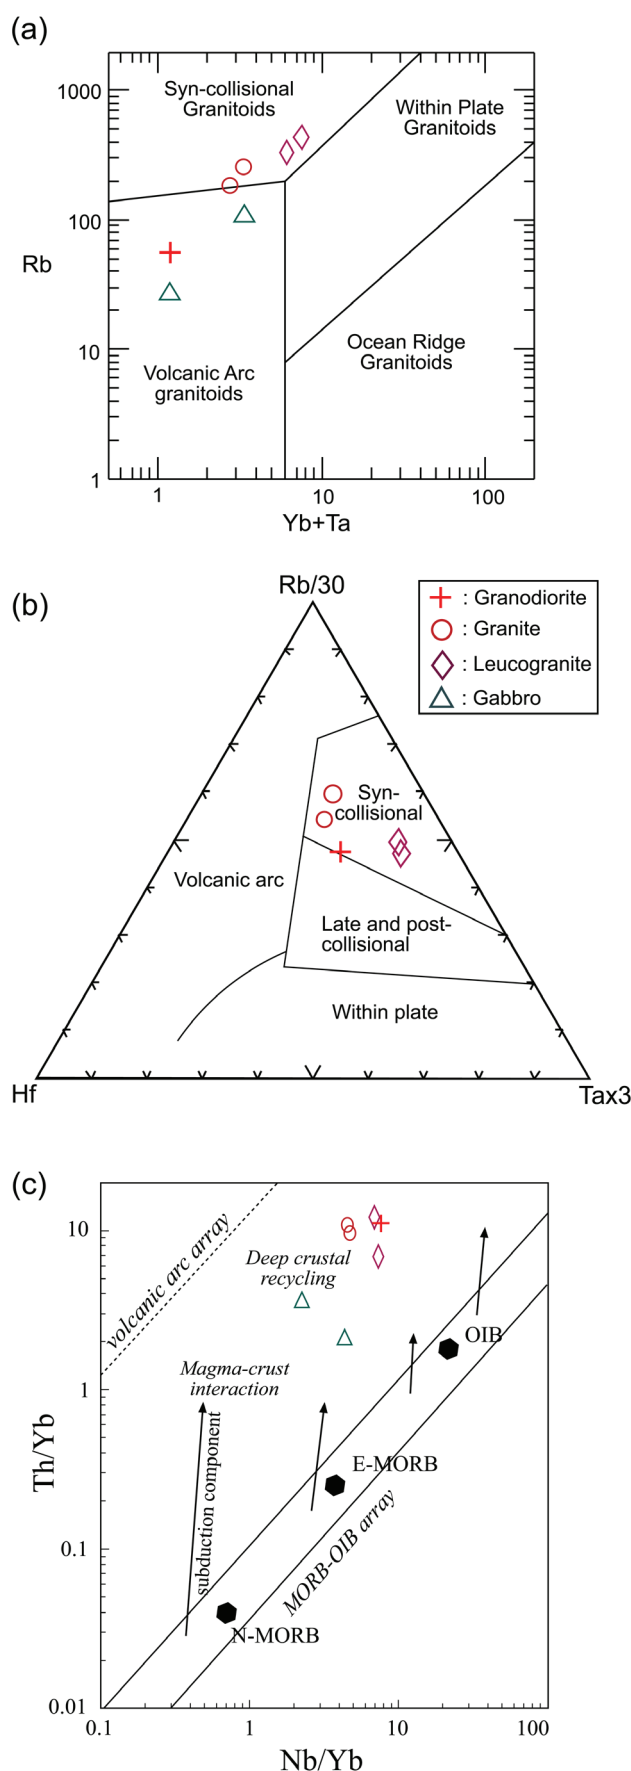 (a)
1000
Syn-collisional
Granitoids
Within Plate
Granitoids
100
Rb
10
Ocean Ridge
Granitoids
Volcanic Arc
granitoids
1
1
10
100
Yb+Ta
(b)
Rb/30
: Granodiorite
: Granite
: Leucogranite
: Gabbro
Syn-
collisional
Volcanic arc
Late and post-
collisional
Within plate
Hf
Tax3
(c)
10
volcanic arc array
Deep crustal
recycling
OIB
Magma-crust
interaction
1
Th/Yb
subduction component
E-MORB
MORB-OIB array
0.1
N-MORB
0.01
0.1
1
10
100
Nb/Yb